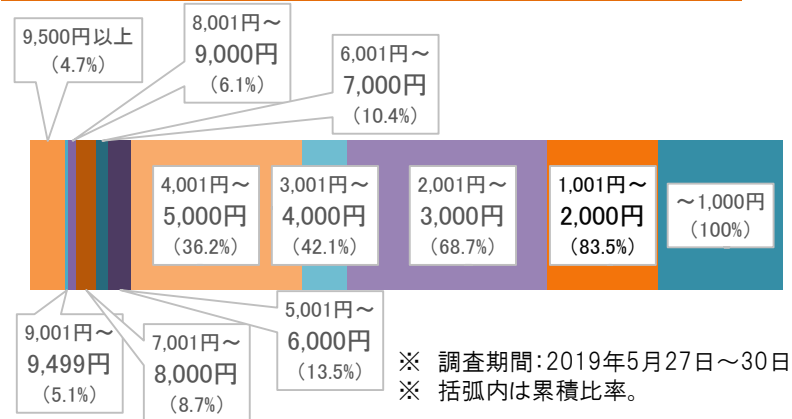 9,500円以上
（4.7%）
8,001円～
9,000円
（6.1%）
6,001円～
7,000円
（10.4%）
4,001円～
5,000円
（36.2%）
3,001円～
4,000円
（42.1%）
2,001円～
3,000円
（68.7%）
1,001円～
2,000円
（83.5%）
～1,000円
（100%）
9,001円～
9,499円
（5.1%）
7,001円～
8,000円
（8.7%）
5,001円～
6,000円
（13.5%）
※　調査期間：2019年5月27日～30日
※　括弧内は累積比率。